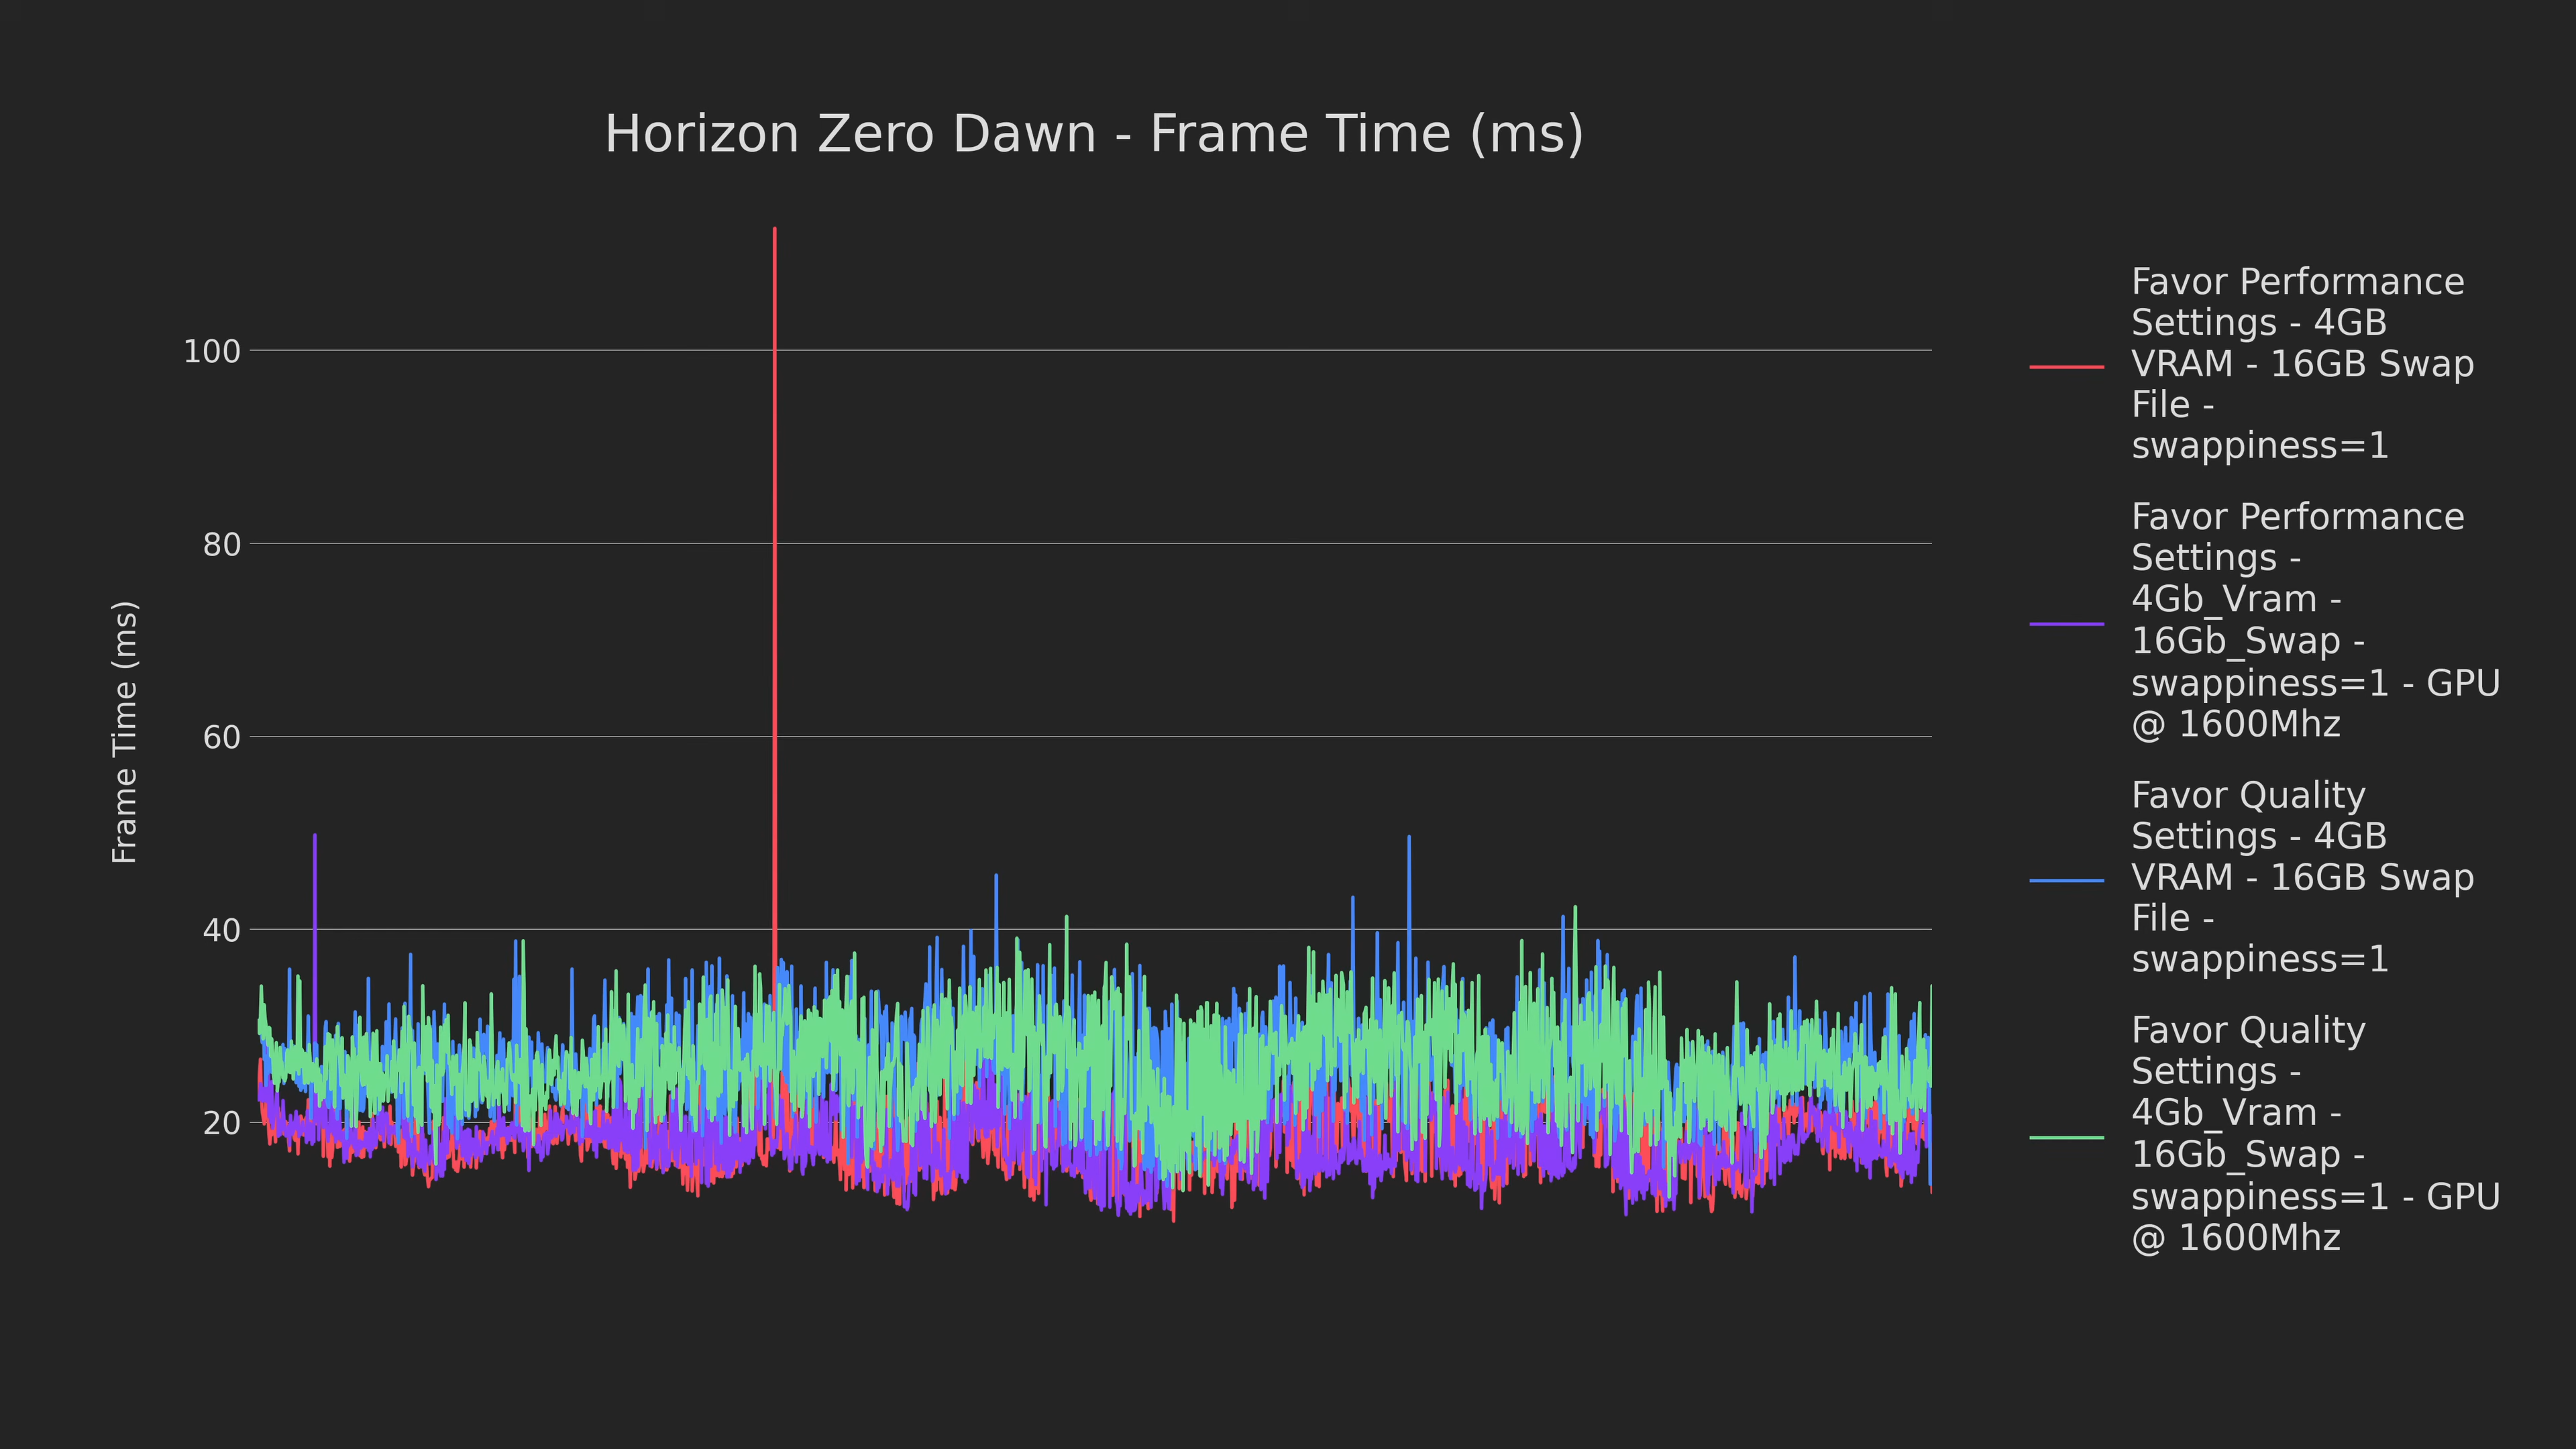 Horizon Zero Dawn - Frame Time (ms)
Frame Time (ms)
100
80
60
40
20
Favor Performance
Settings - 4GB
VRAM - 16GB Swap
File -
swappiness=1
Favor Performance
Settings -
4Gb_Vram -
16Gb_Swap -
swappiness=1 - GPU
@ 1600Mhz
Favor Quality
Settings - 4GB
VRAM - 16GB Swap
File -
swappiness=1
Favor Quality
Settings -
4Gb_Vram -
16Gb_Swap -
swappiness=1 - GPU
@ 1600Mhz